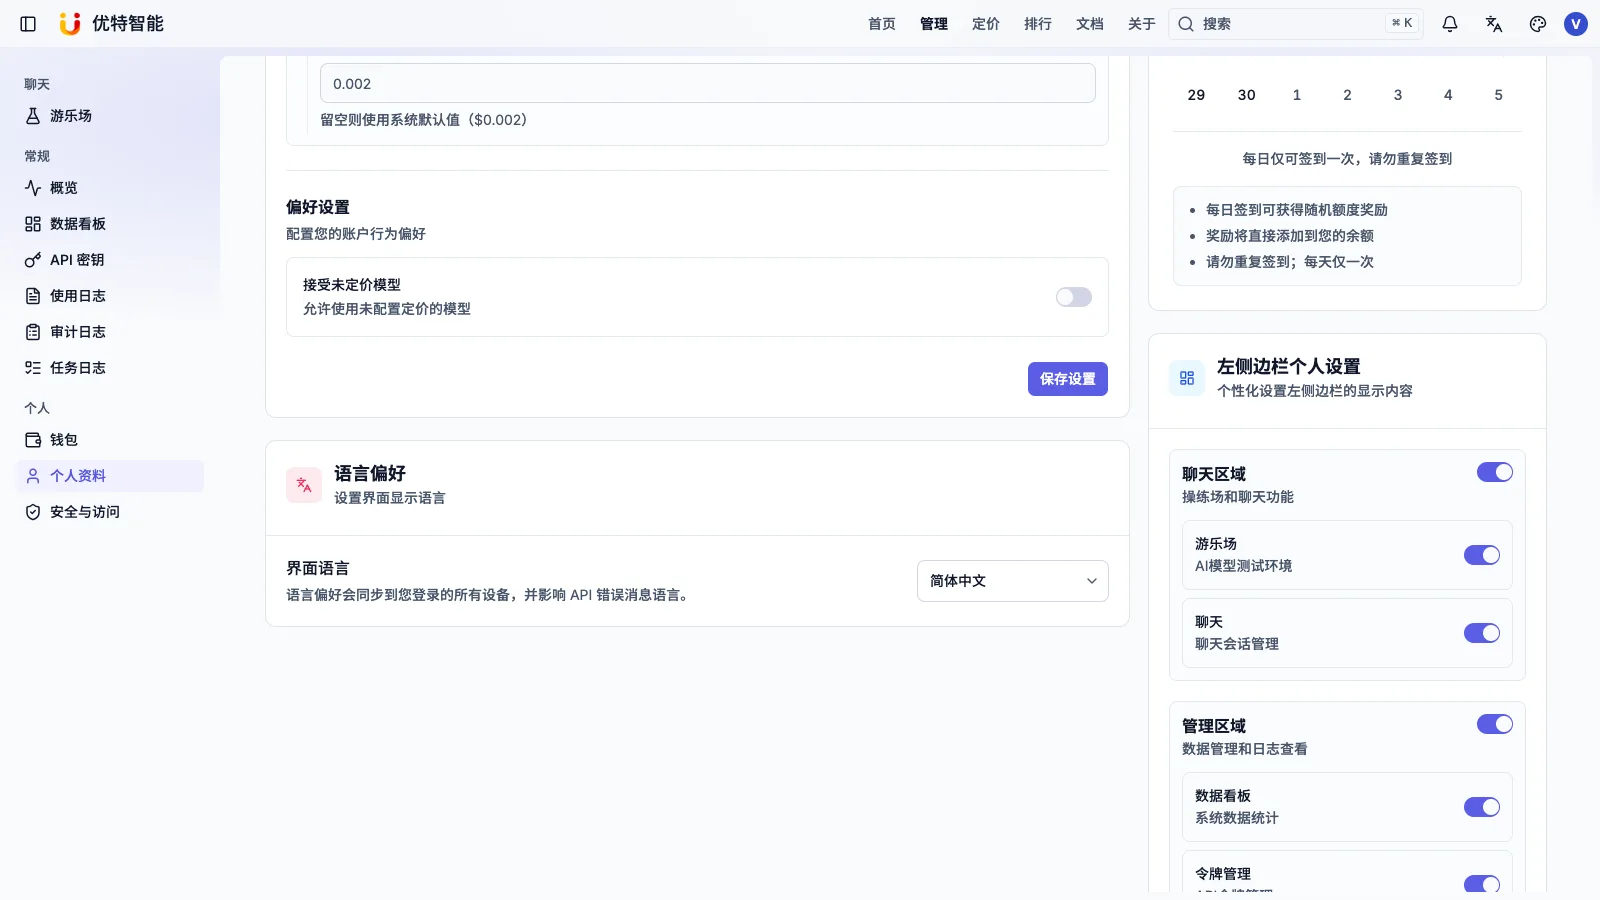 优特智能
首页
管理
定价
排行
文档
关于
搜索
⌘ K
V
聊天
游乐场
常规
概览
数据看板
API 密钥
使用日志
审计日志
任务日志
个人
钱包
个人资料
安全与访问
0.002
留空则使用系统默认值（$0.002）
偏好设置
配置您的账户行为偏好
接受未定价模型
允许使用未配置定价的模型
保存设置
语言偏好
设置界面显示语言
界面语言
语言偏好会同步到您登录的所有设备，并影响 API 错误消息语言。
简体中文
29 30 1 2 3 4 5
每日仅可签到一次，请勿重复签到
每日签到可获得随机额度奖励
奖励将直接添加到您的余额
请勿重复签到；每天仅一次
左侧边栏个人设置
个性化设置左侧边栏的显示内容
聊天区域
操练场和聊天功能
游乐场
AI模型测试环境
聊天
聊天会话管理
管理区域
数据管理和日志查看
数据看板
系统数据统计
令牌管理